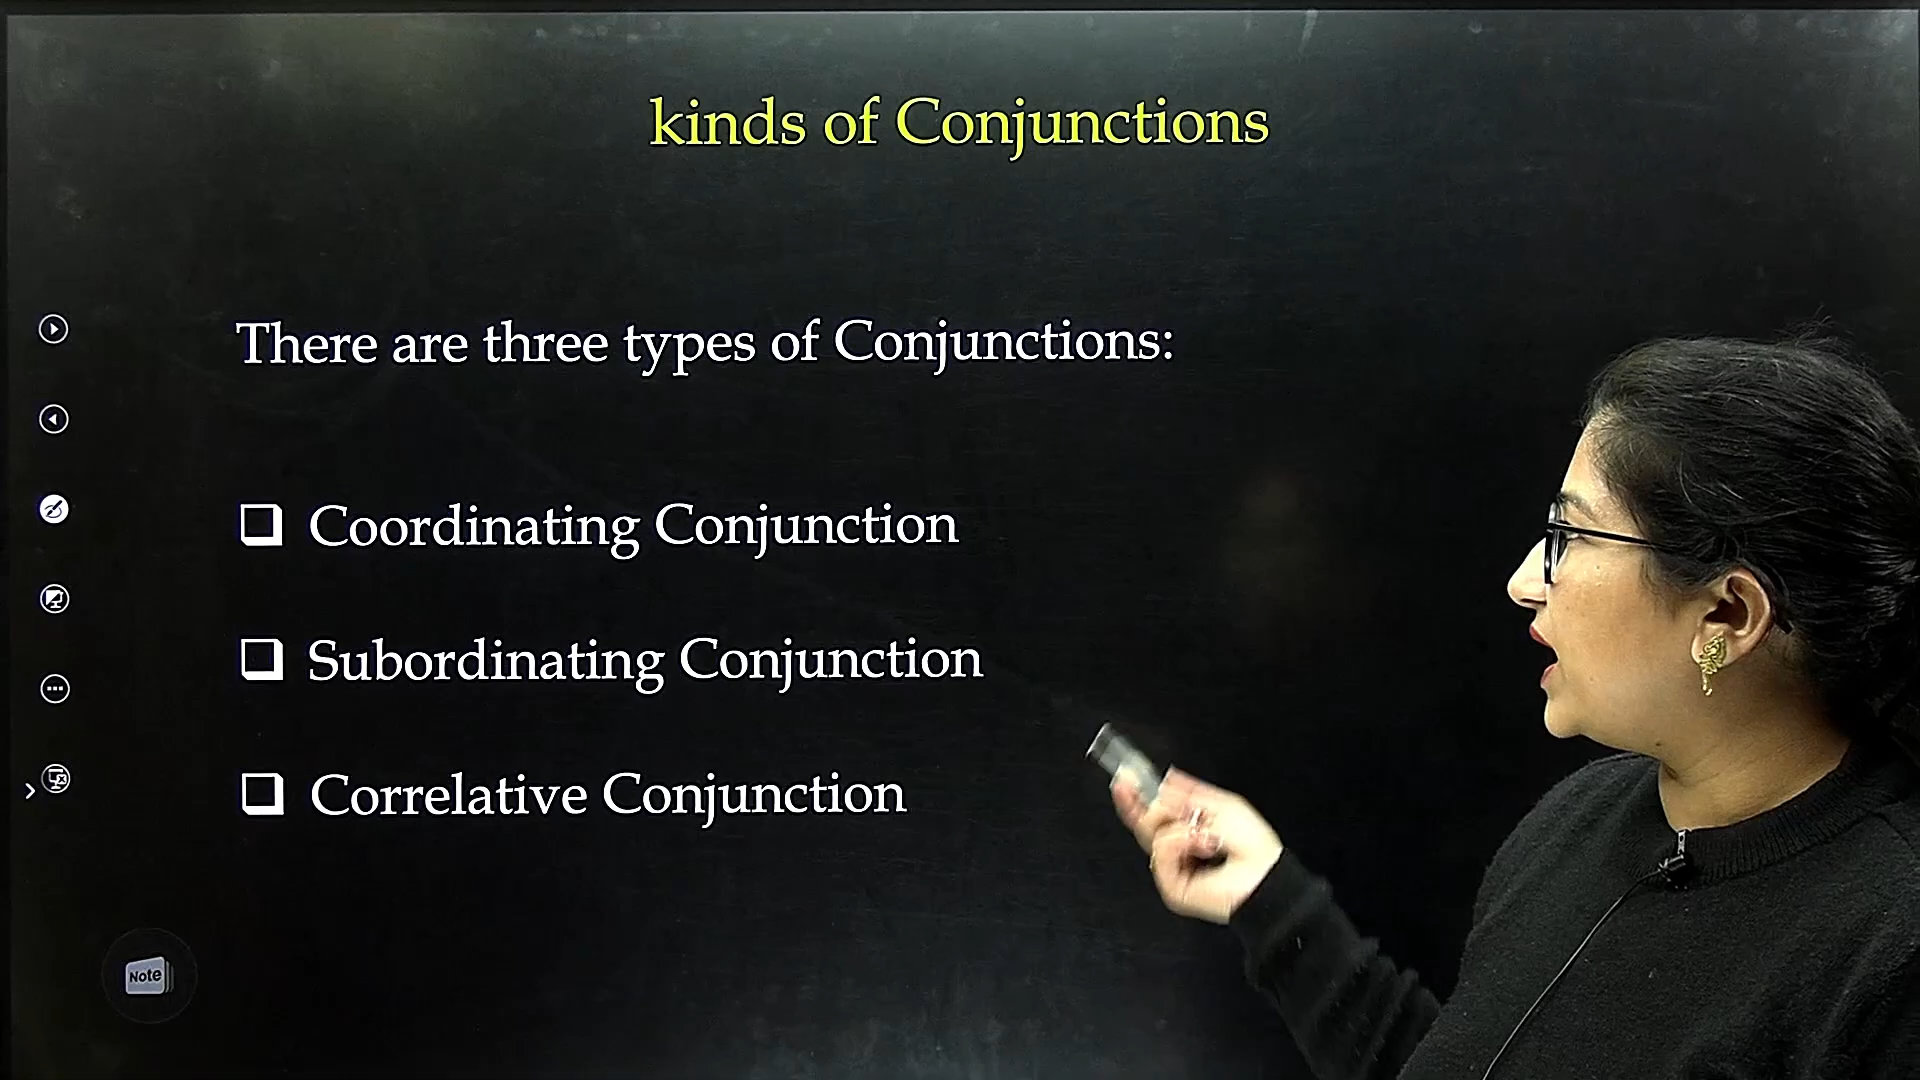 kinds of Conjunctions
There are three types of Conjunctions:
Coordinating Conjunction
Subordinating Conjunction
Correlative Conjunction
Note